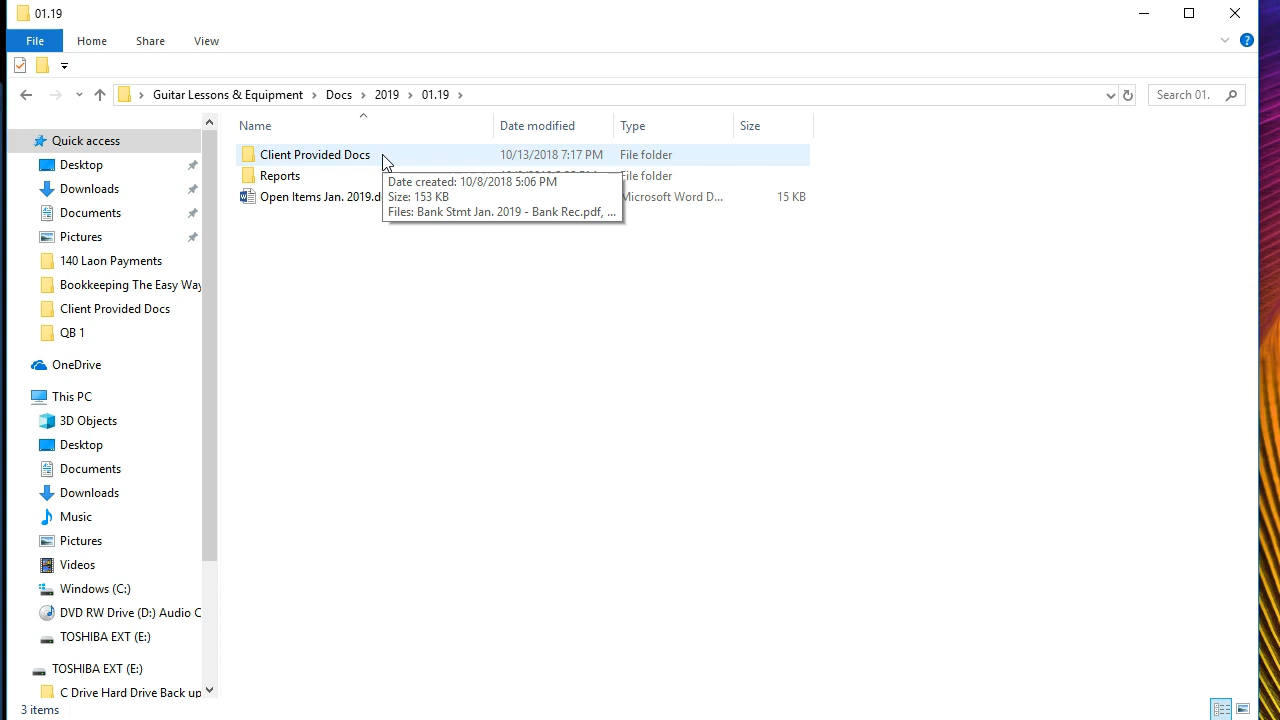 01.19
File Home Share View
Guitar Lessons & Equipment Docs 2019 01.19 Search 01.
Name Date modified Type Size
Quick access
Desktop
Downloads
Documents
Pictures
140 Laon Payments
Bookkeeping The Easy Way
Client Provided Docs
QB 1
OneDrive
This PC
3D Objects
Desktop
Documents
Downloads
Music
Pictures
Videos
Windows (C:)
DVD RW Drive (D:) Audio C
TOSHIBA EXT (E:)
TOSHIBA EXT (E:)
C Drive Hard Drive Back up
Client Provided Docs 10/13/2018 7:17 PM File folder
Reports File folder
Open Items Jan. 2019.d Microsoft Word D... 15 KB
Date created: 10/8/2018 5:06 PM
Size: 153 KB
Files: Bank Stmt Jan. 2019 - Bank Rec.pdf, ...
3 items